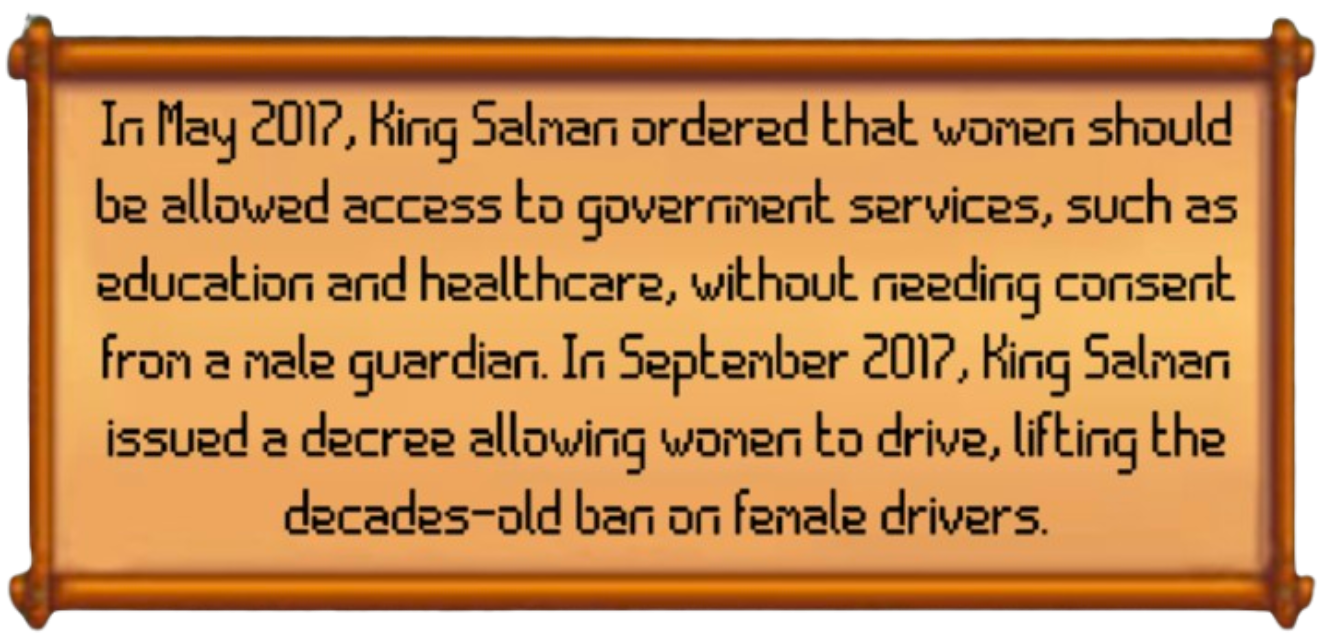 In May 2017, King Salman ordered that women should
be allowed access to government services, such as
education and healthcare, without needing consent
from a male guardian. In September 2017, King Salman
issued a decree allowing women to drive, lifting the
decades-old ban on female drivers.